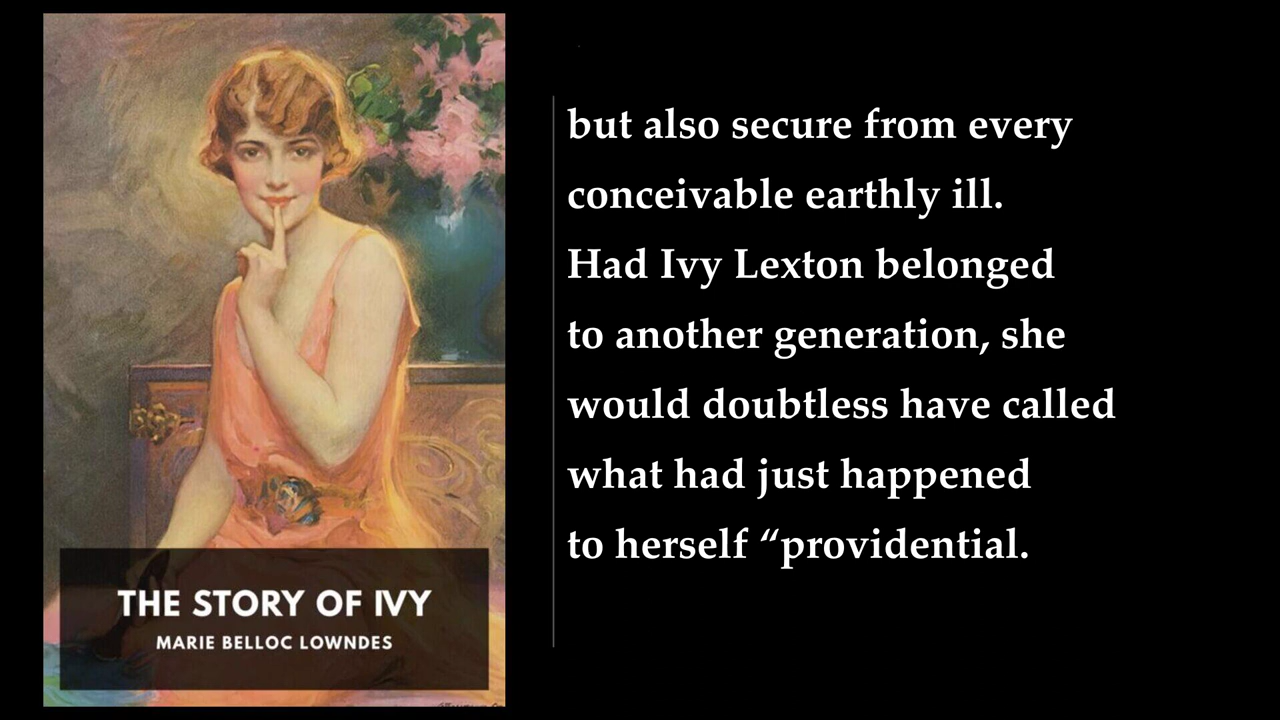 but also secure from every
conceivable earthly ill.
Had Ivy Lexton belonged
to another generation, she
would doubtless have called
what had just happened
to herself “providential.
THE STORY OF IVY
MARIE BELLOC LOWNDES